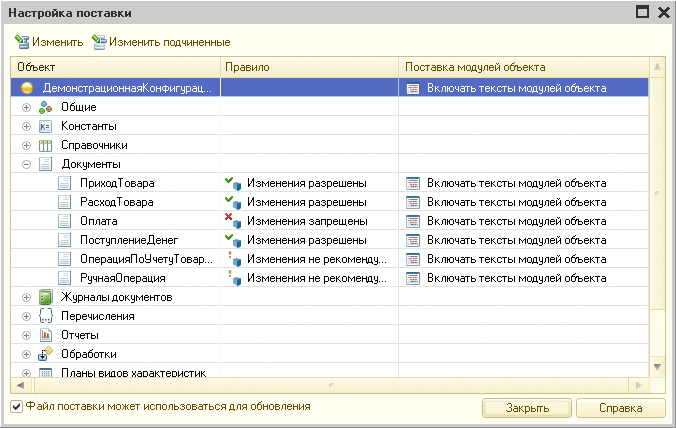 Настройка поставки
Изменить Изменить подчиненные
Объект Правило Поставка модулей объекта
ДемонстрационнаяКонфигурац... Включать тексты модулей объекта
Общие
Константы
Справочники
Документы
ПриходТовара Изменения разрешены Включать тексты модулей объекта
РасходТовара Изменения разрешены Включать тексты модулей объекта
Оплата Изменения запрещены Включать тексты модулей объекта
ПоступлениеДенег Изменения разрешены Включать тексты модулей объекта
ОперацияПоУчетуТовар... Изменения не рекоменду... Включать тексты модулей объекта
РучнаяОперация Изменения не рекоменду... Включать тексты модулей объекта
Журналы документов
Перечисления
Отчеты
Обработки
Планы видов характеристик
Файл поставки может использоваться для обновления Закрыть Справка